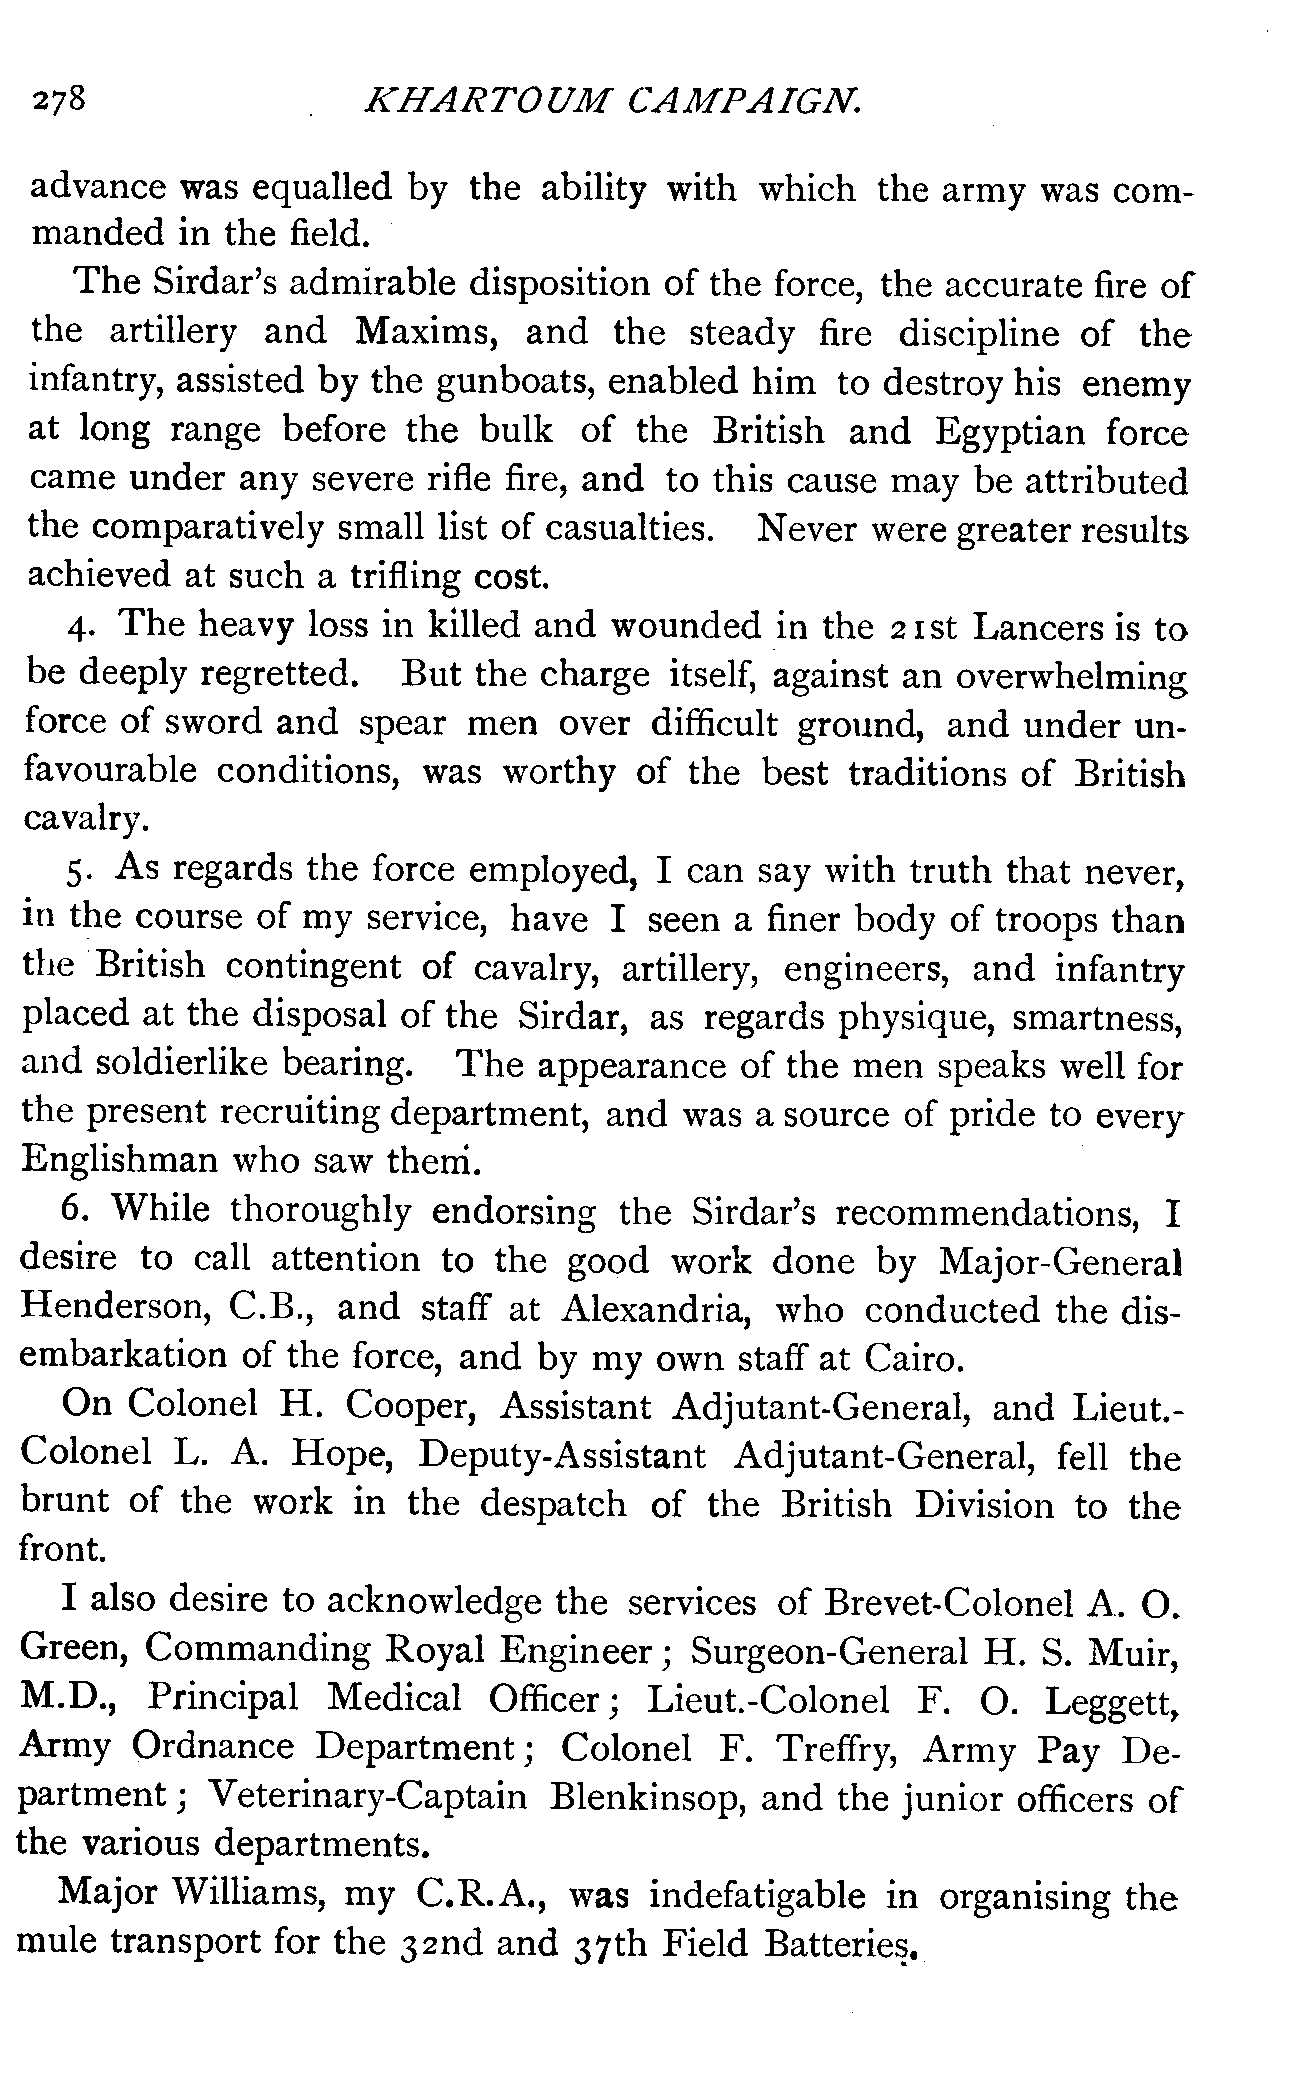 278 KHARTOUM CAMPAIGN.
advance was equalled by the ability with which the army was com-
manded in the field.
The Sirdar's admirable disposition of the force, the accurate fire of
the artillery and Maxims, and the steady fire discipline of the
infantry, assisted by the gunboats, enabled him to destroy his enemy
at long range before the bulk of the British and Egyptian force
came under any severe rifle fire, and to this cause may be attributed
the comparatively small list of casualties. Never were greater results
achieved at such a trifling cost.
4. The heavy loss in killed and wounded in the 21st Lancers is to
be deeply regretted. But the charge itself, against an overwhelming
force of sword and spear men over difficult ground, and under un-
favourable conditions, was worthy of the best traditions of British
cavalry.
5. As regards the force employed, I can say with truth that never,
in the course of my service, have I seen a finer body of troops than
the British contingent of cavalry, artillery, engineers, and infantry
placed at the disposal of the Sirdar, as regards physique, smartness,
and soldierlike bearing. The appearance of the men speaks well for
the present recruiting department, and was a source of pride to every
Englishman who saw them.
6. While thoroughly endorsing the Sirdar's recommendations, I
desire to call attention to the good work done by Major-General
Henderson, C.B., and staff at Alexandria, who conducted the dis-
embarkation of the force, and by my own staff at Cairo.
On Colonel H. Cooper, Assistant Adjutant-General, and Lieut.-
Colonel L. A. Hope, Deputy-Assistant Adjutant-General, fell the
brunt of the work in the despatch of the British Division to the
front.
I also desire to acknowledge the services of Brevet-Colonel A. O.
Green, Commanding Royal Engineer; Surgeon-General H. S. Muir,
M.D., Principal Medical Officer; Lieut.-Colonel F. O. Leggett,
Army Ordnance Department; Colonel F. Treffry, Army Pay De-
partment; Veterinary-Captain Blenkinsop, and the junior officers of
the various departments.
Major Williams, my C.R.A., was indefatigable in organising the
mule transport for the 32nd and 37th Field Batteries.